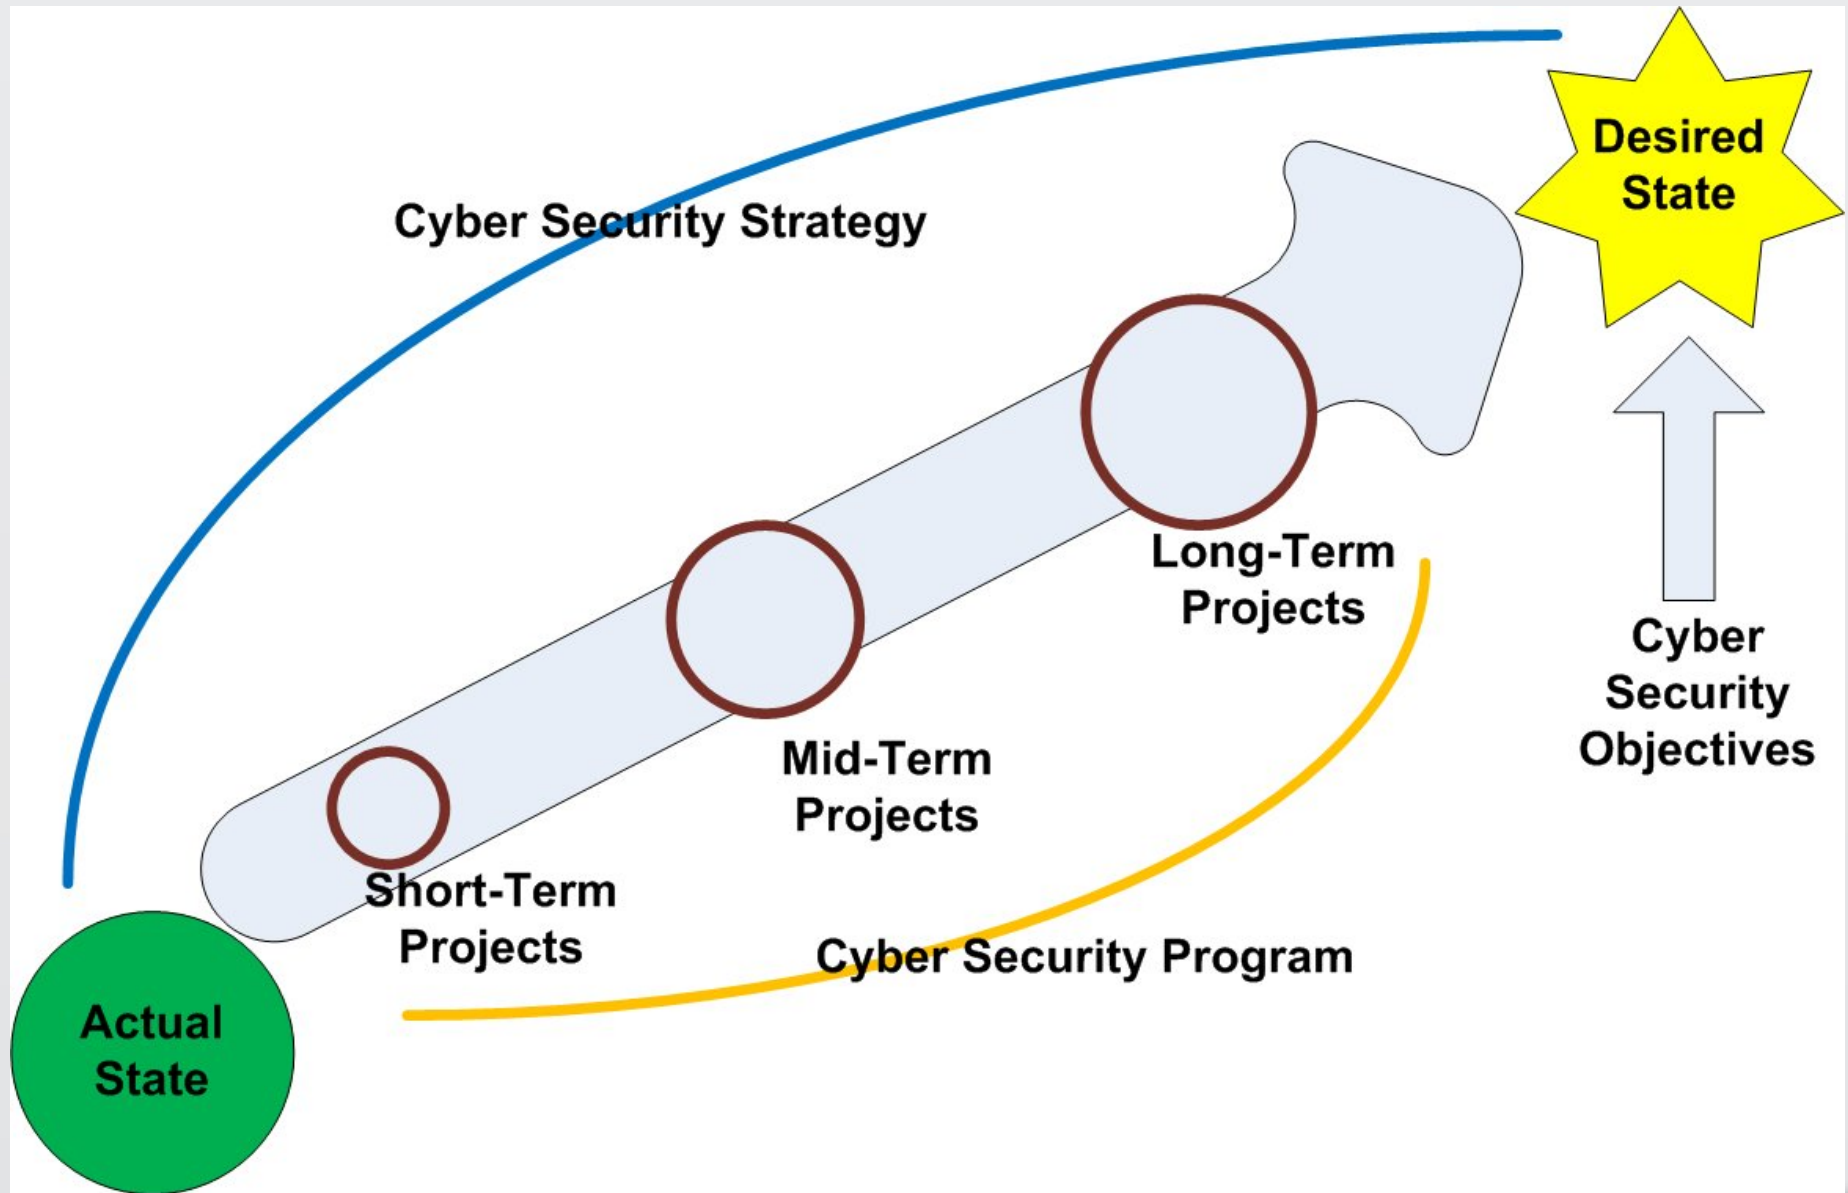 Desired
State
Cyber Security Strategy
Long-Term
Projects
Cyber
Security
Objectives
Mid-Term
Projects
Short-Term
Projects
Cyber Security Program
Actual
State